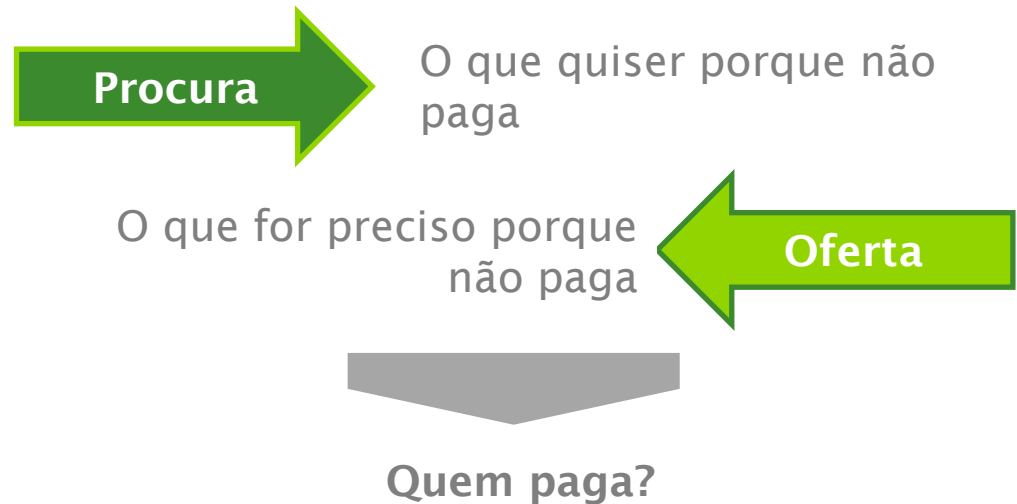 Procura
O que quiser porque não
paga
O que for preciso porque
não paga
Oferta
Quem paga?